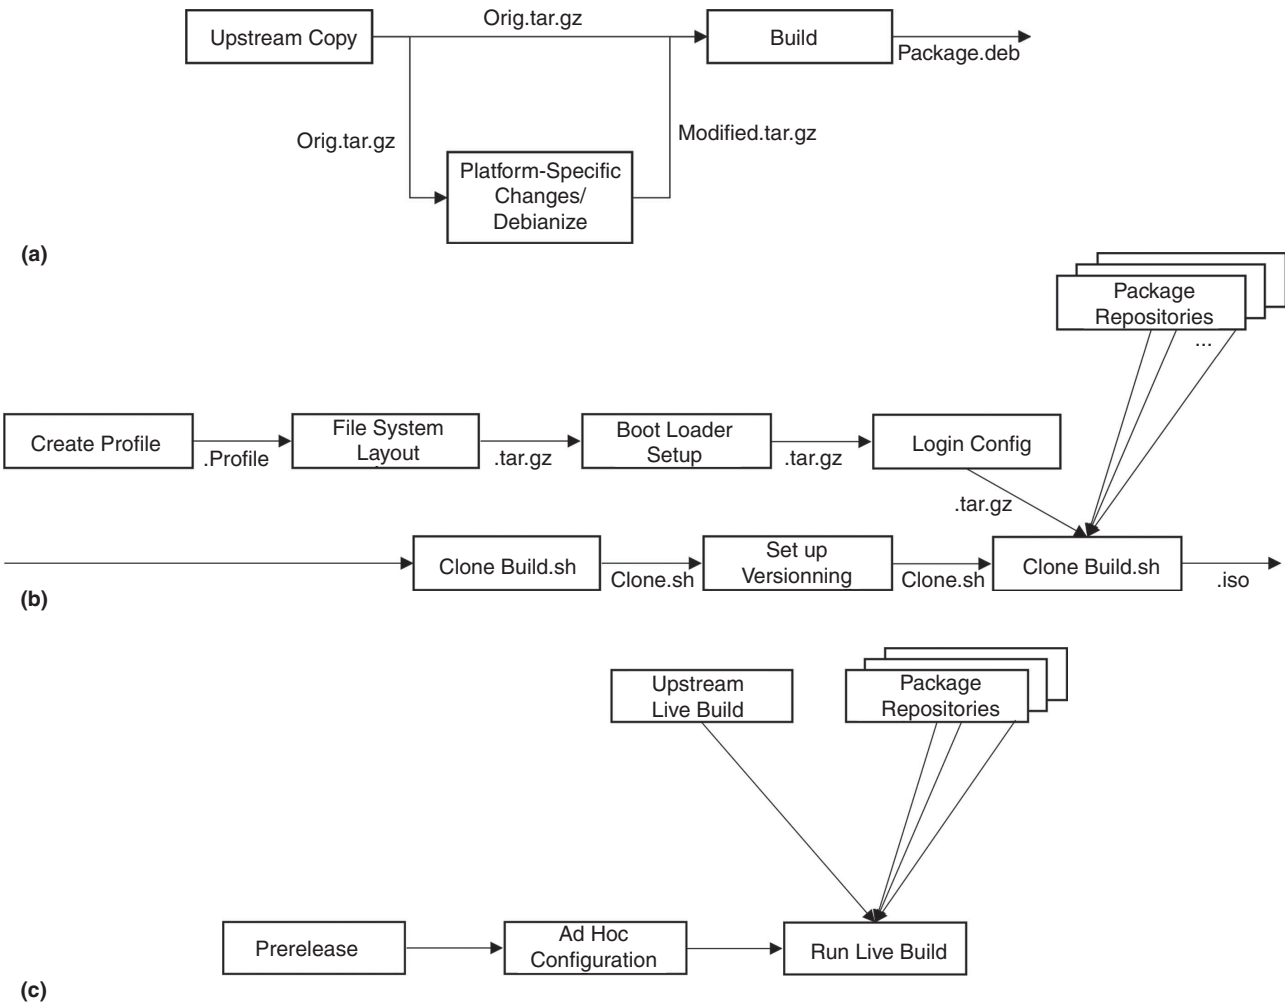 Orig.tar.gz
Upstream Copy
Build
Package.deb
Orig.tar.gz
Modified.tar.gz
Platform-Specific
Changes/
Debianize
(a)
Package
Repositories
...
Create Profile
.Profile
File System
Layout
.tar.gz
Boot Loader
Setup
.tar.gz
Login Config
.tar.gz
Clone Build.sh
Clone.sh
Set up
Versionning
Clone.sh
Clone Build.sh
.iso
(b)
Upstream
Live Build
Package
Repositories
Prerelease
Ad Hoc
Configuration
Run Live Build
(c)